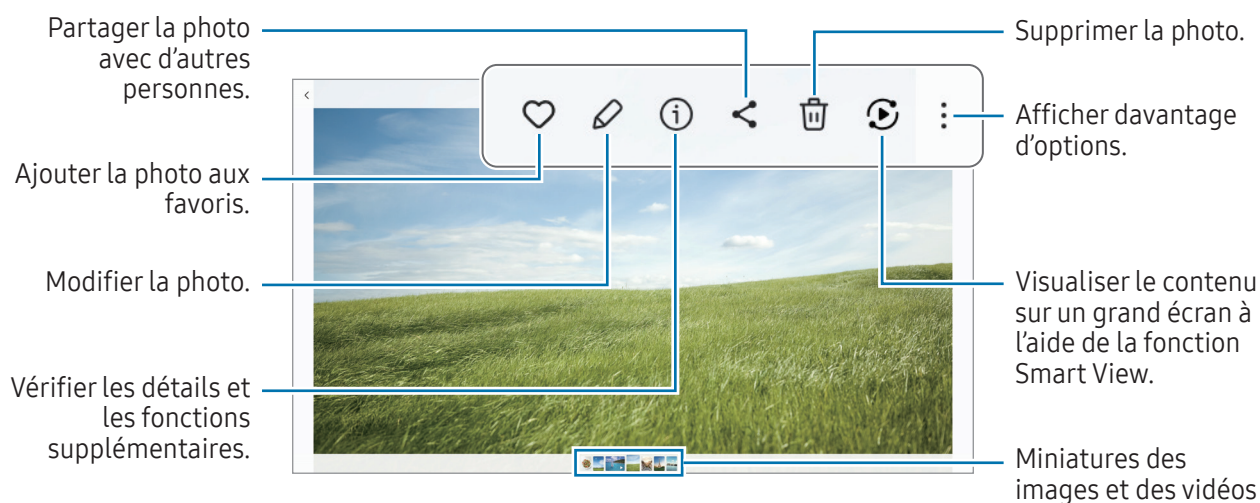 Partager la photo
avec d'autres
personnes.
Ajouter la photo aux
favoris.
Modifier la photo.
Vérifier les détails et
les fonctions
supplémentaires.
Supprimer la photo.
Afficher davantage
d'options.
Visualiser le contenu
sur un grand écran à
l'aide de la fonction
Smart View.
Miniatures des
images et des vidéos